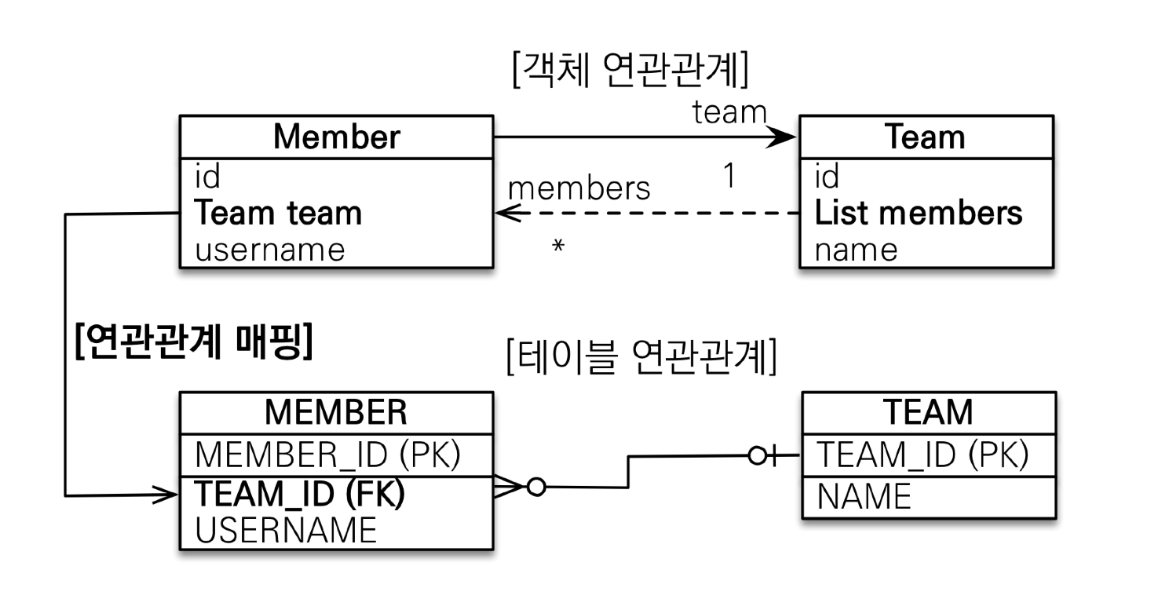 [객체 연관관계]
team
Member
Team
id
Team team
username
members
1
*
id
List members
name
[연관관계 매핑]
[테이블 연관관계]
MEMBER
MEMBER_ID (PK)
TEAM_ID (FK)
USERNAME
TEAM
TEAM_ID (PK)
NAME